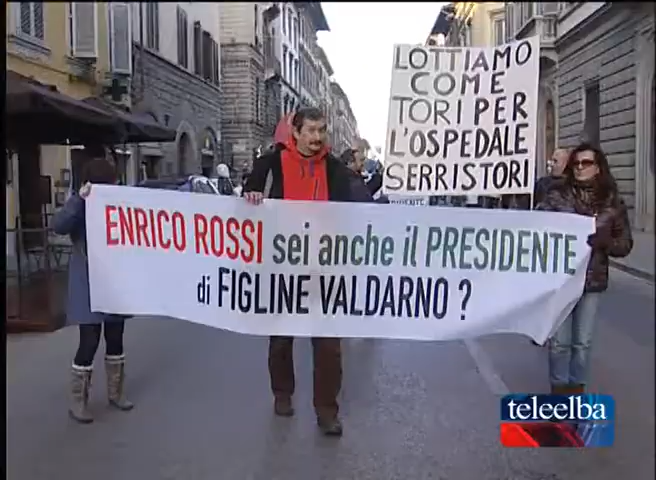 LOTTIAMO
COME
TORI PER
L'OSPEDALE
SERRISTORI
ENRICO ROSSI sei anche il PRESIDENTE
di FIGLINE VALDARNO?
teleelba